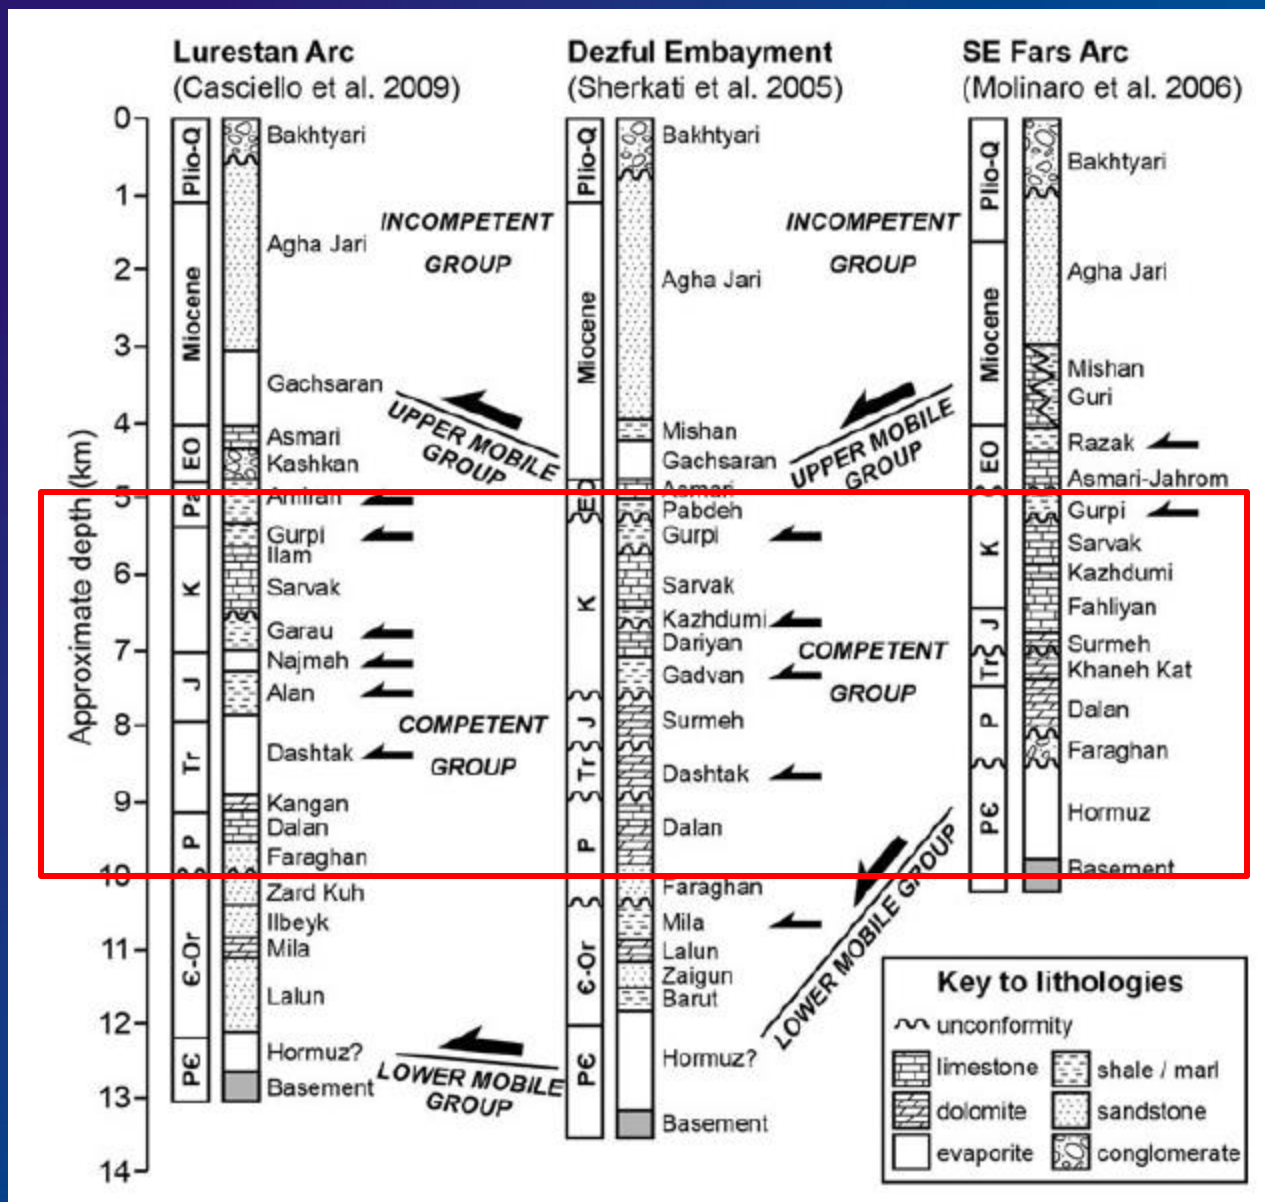 Lurestan Arc
(Casciello et al. 2009)
Dezful Embayment
(Sherkati et al. 2005)
SE Fars Arc
(Molinaro et al. 2006)
Approximate depth (km)
0
1
2
3
4
5
6
7
8
9
10
11
12
13
14
Plio-Q
Miocene
EO
Pa
K
J
Tr
P
Є-Or
PЄ
Bakhtyari
Agha Jari
Gachsaran
Asmari
Kashkan
Amiran
Gurpi
Ilam
Sarvak
Garau
Najmah
Alan
Dashtak
Kangan
Dalan
Faraghan
Zard Kuh
Ilbeyk
Mila
Lalun
Hormuz?
Basement
INCOMPETENT
GROUP
UPPER MOBILE
GROUP
COMPETENT
GROUP
LOWER MOBILE
GROUP
Plio-Q
Miocene
EO
K
J
Tr
P
Є-Or
PЄ
Bakhtyari
Agha Jari
Mishan
Gachsaran
Asmari
Pabdeh
Gurpi
Sarvak
Kazhdumi
Dariyan
Gadvan
Surmeh
Dashtak
Dalan
Faraghan
Mila
Lalun
Zaigun
Barut
Hormuz?
Basement
INCOMPETENT
GROUP
UPPER MOBILE
GROUP
COMPETENT
GROUP
LOWER MOBILE GROUP
Plio-Q
Miocene
EO
K
J
Tr
P
PЄ
Bakhtyari
Agha Jari
Mishan
Guri
Razak
Asmari-Jahrom
Gurpi
Sarvak
Kazhdumi
Fahliyan
Surmeh
Khaneh Kat
Dalan
Faraghan
Hormuz
Basement
Key to lithologies
unconformity
limestone
shale / marl
dolomite
sandstone
evaporite
conglomerate